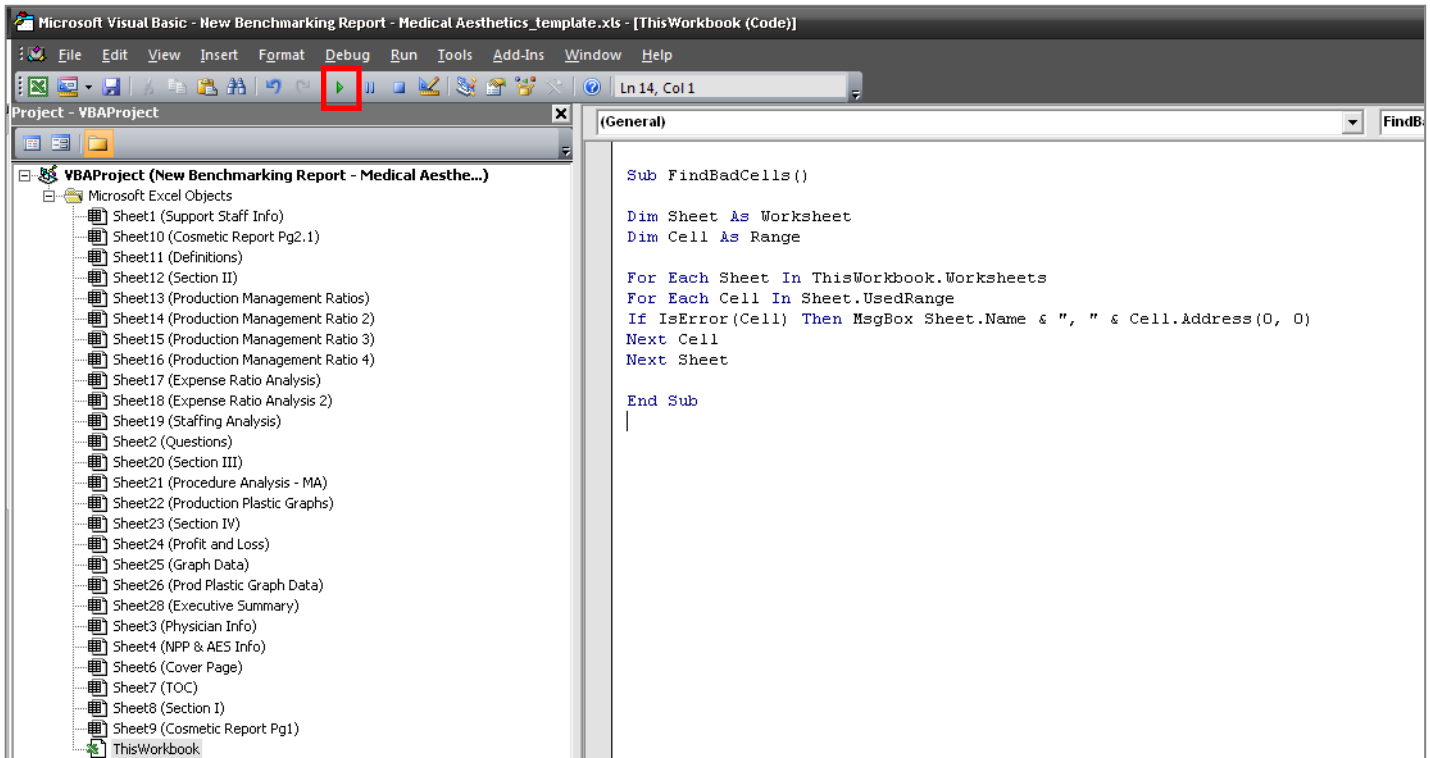 Microsoft Visual Basic - New Benchmarking Report - Medical Aesthetics_template.xls - [ThisWorkbook (Code)]
File Edit View Insert Format Debug Run Tools Add-Ins Window Help
Ln 14, Col 1
Project - VBAProject
(General)
FindBa
VBAProject (New Benchmarking Report - Medical Aesthe...)
Microsoft Excel Objects
Sheet1 (Support Staff Info)
Sheet10 (Cosmetic Report Pg2.1)
Sheet11 (Definitions)
Sheet12 (Section II)
Sheet13 (Production Management Ratios)
Sheet14 (Production Management Ratio 2)
Sheet15 (Production Management Ratio 3)
Sheet16 (Production Management Ratio 4)
Sheet17 (Expense Ratio Analysis)
Sheet18 (Expense Ratio Analysis 2)
Sheet19 (Staffing Analysis)
Sheet2 (Questions)
Sheet20 (Section III)
Sheet21 (Procedure Analysis - MA)
Sheet22 (Production Plastic Graphs)
Sheet23 (Section IV)
Sheet24 (Profit and Loss)
Sheet25 (Graph Data)
Sheet26 (Prod Plastic Graph Data)
Sheet28 (Executive Summary)
Sheet3 (Physician Info)
Sheet4 (NPP & AES Info)
Sheet6 (Cover Page)
Sheet7 (TOC)
Sheet8 (Section I)
Sheet9 (Cosmetic Report Pg1)
ThisWorkbook
Sub FindBadCells()
Dim Sheet As Worksheet
Dim Cell As Range
For Each Sheet In ThisWorkbook.Worksheets
For Each Cell In Sheet.UsedRange
If IsError(Cell) Then MsgBox Sheet.Name & ", " & Cell.Address(0, 0)
Next Cell
Next Sheet
End Sub